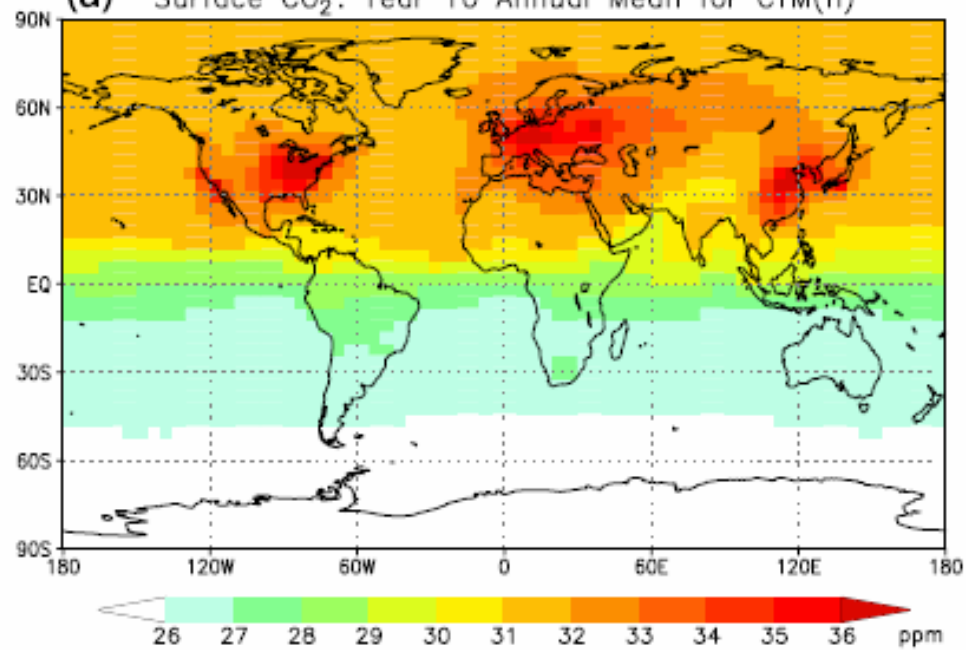 (a) Surface CO2: Year 10 Annual Mean for CTM(n)
90N
60N
30N
EQ
30S
60S
90S
180 120W 60W 0 60E 120E 180
26 27 28 29 30 31 32 33 34 35 36 ppm